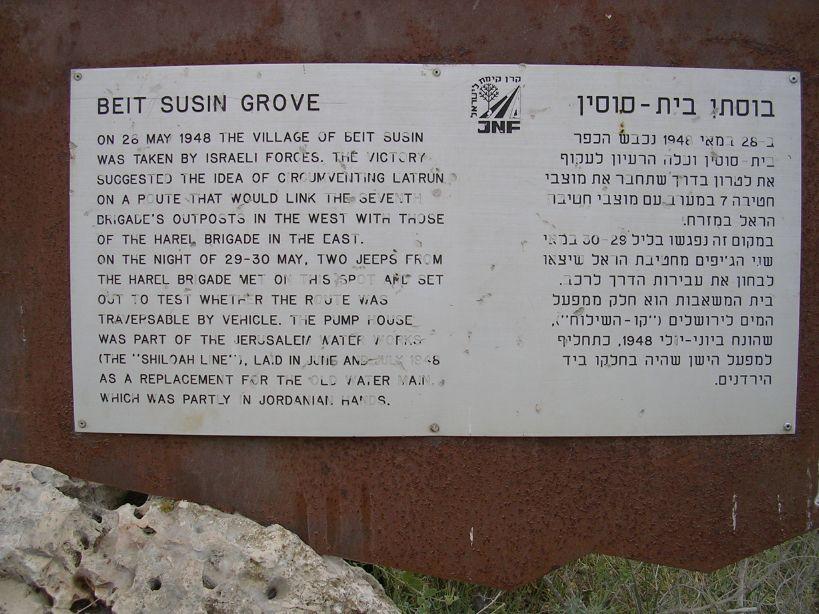 BEIT SUSIN GROVE
ON 28 MAY 1948 THE VILLAGE OF BEIT SUSIN
WAS TAKEN BY ISRAELI FORCES. THE VICTORY
SUGGESTED THE IDEA OF CIRCUMVENTING LATRUN
ON A ROUTE THAT WOULD LINK THE SEVENTH
BRIGADE'S OUTPOSTS IN THE WEST WITH THOSE
OF THE HAREL BRIGADE IN THE EAST.
ON THE NIGHT OF 29-30 MAY, TWO JEEPS FROM
THE HAREL BRIGADE MET ON THIS SPOT AND SET
OUT TO TEST WHETHER THE ROUTE WAS
TRAVERSABLE BY VEHICLE. THE PUMP HOUSE
WAS PART OF THE JERUSALEM WATER WORKS
(THE "SHILOAH LINE"), LAID IN JUNE AND JULY 1948
AS A REPLACEMENT FOR THE OLD WATER MAIN,
WHICH WAS PARTLY IN JORDANIAN HANDS.
קרן קימת לישראל
JNF
בוסתן בית-סוסין
ב-28 במאי 1948 נכבש הכפר
בית-סוסין ועלה הרעיון לעקוף
את לטרון בדרך שתחבר את מוצבי
חטיבה 7 במערב עם מוצבי חטיבת
הראל במזרח.
במקום זה נפגשו בליל 29-30 במאי
שני הג'יפים מחטיבת הראל שיצאו
לבחון את עבירות הדרך לרכב.
בית המשאבות הוא חלק ממפעל
המים לירושלים ("קו-השילוח"),
שהונח ביוני-יולי 1948, כתחליף
למפעל הישן שהיה בחלקו ביד
הירדנים.